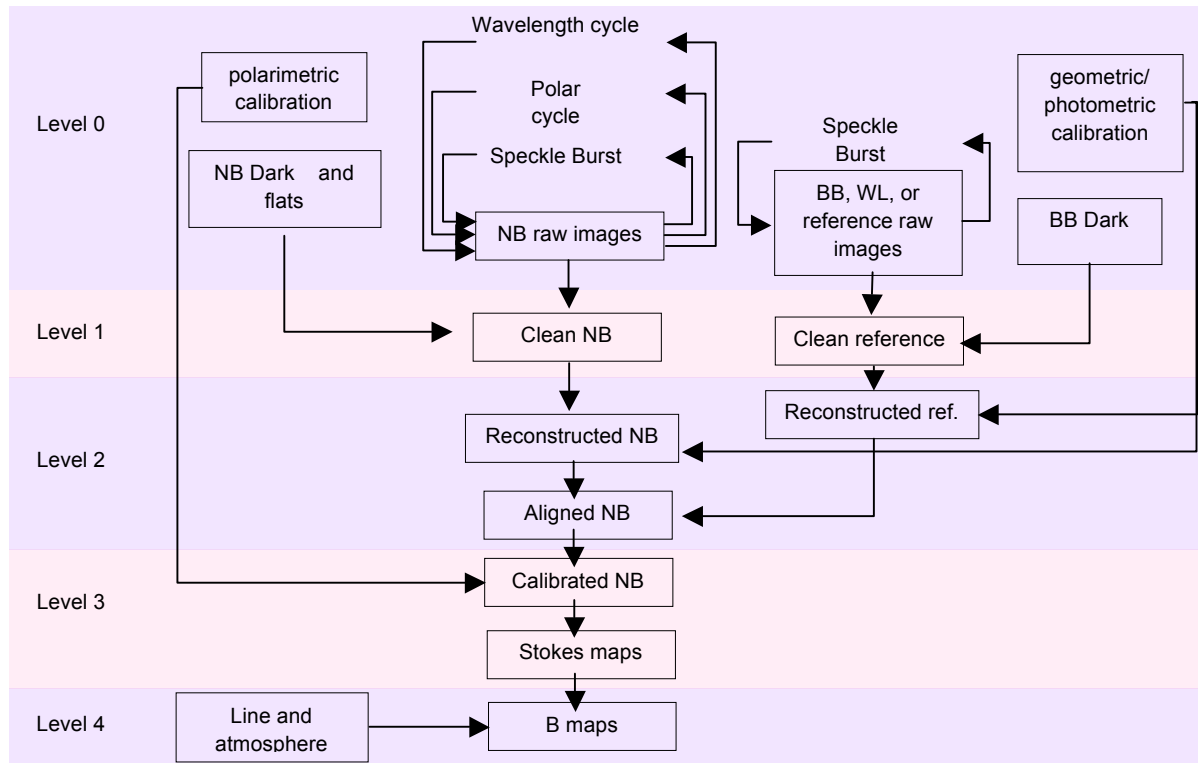 Wavelength cycle
polarimetric
calibration
Polar
cycle
geometric/
photometric
calibration
Level 0
Speckle
Burst
Speckle Burst
NB Dark and
flats
BB, WL, or
reference raw
images
NB raw images
BB Dark
Level 1
Clean NB
Clean reference
Reconstructed ref.
Reconstructed NB
Level 2
Aligned NB
Calibrated NB
Level 3
Stokes maps
Level 4
Line and
atmosphere
B maps